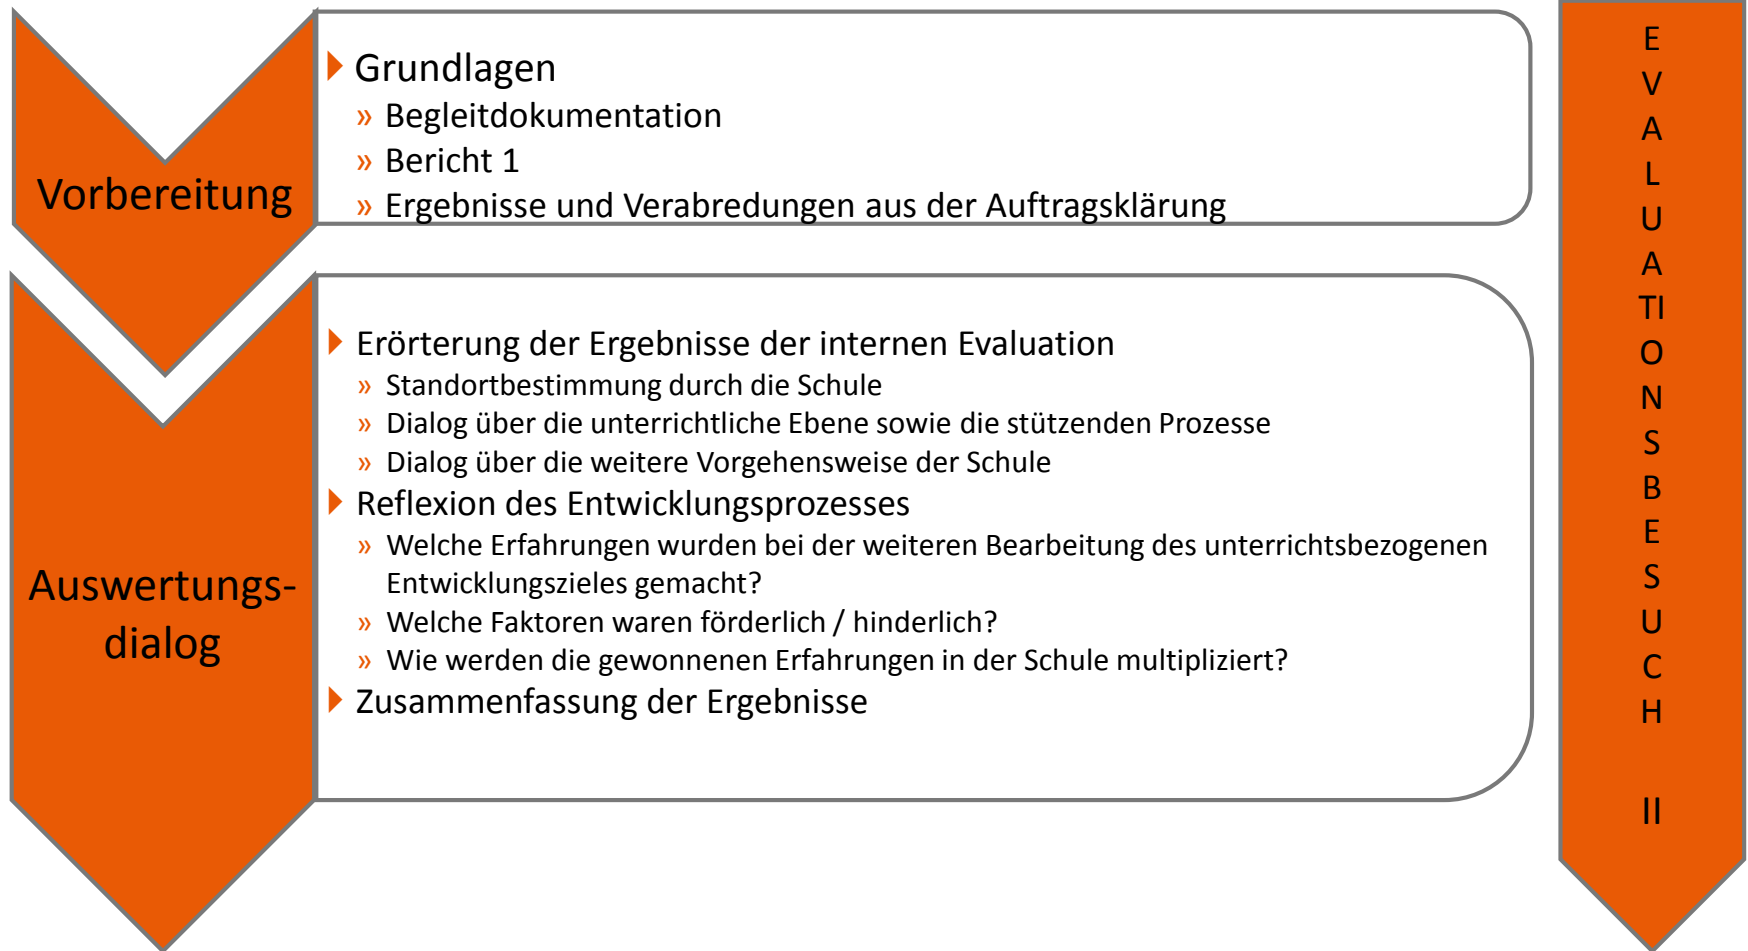 Vorbereitung
Grundlagen
» Begleitdokumentation
» Bericht 1
» Ergebnisse und Verabredungen aus der Auftragsklärung
Auswertungs-
dialog
Erörterung der Ergebnisse der internen Evaluation
» Standortbestimmung durch die Schule
» Dialog über die unterrichtliche Ebene sowie die stützenden Prozesse
» Dialog über die weitere Vorgehensweise der Schule
Reflexion des Entwicklungsprozesses
» Welche Erfahrungen wurden bei der weiteren Bearbeitung des unterrichtsbezogenen
Entwicklungszieles gemacht?
» Welche Faktoren waren förderlich / hinderlich?
» Wie werden die gewonnenen Erfahrungen in der Schule multipliziert?
Zusammenfassung der Ergebnisse
E
V
A
L
U
A
TI
O
N
S
B
E
S
U
C
H
II